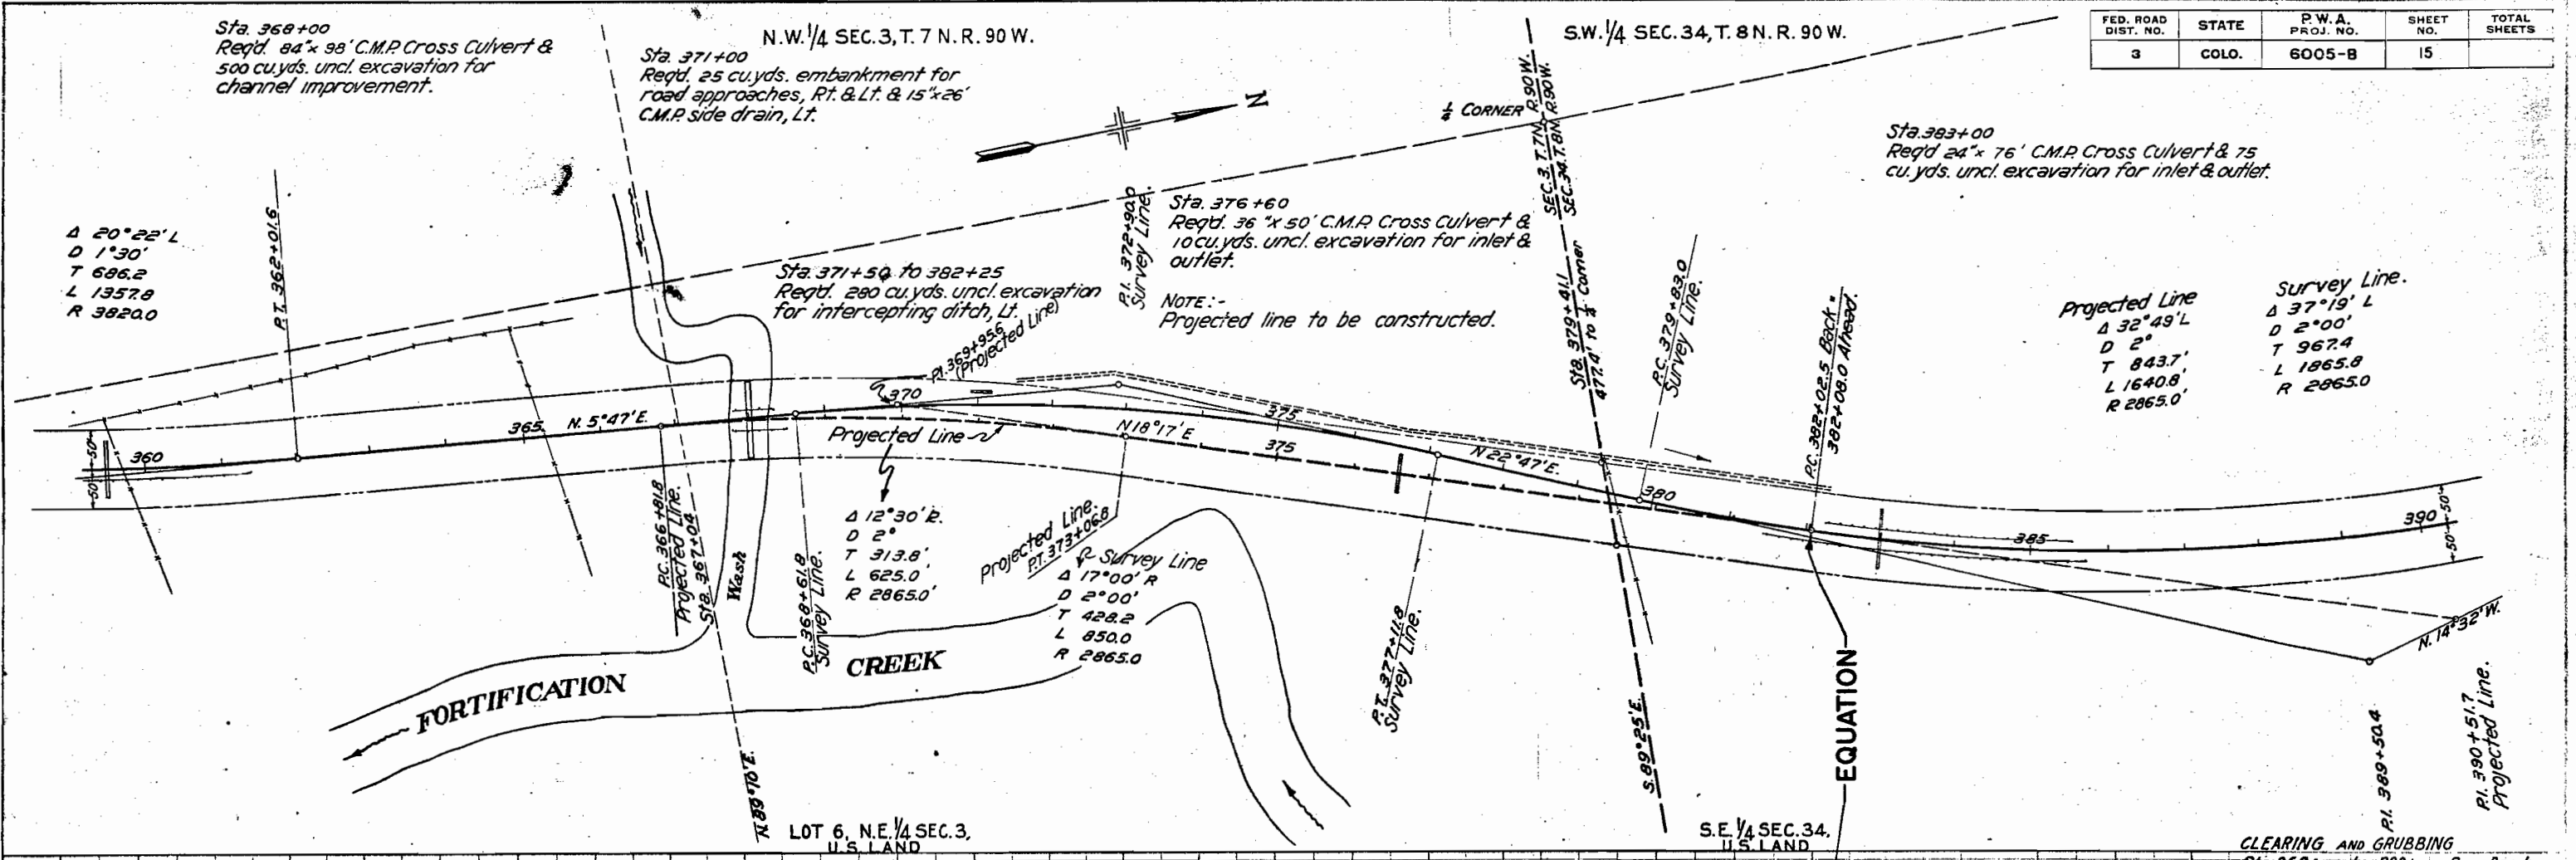 Sta. 368+00
Req'd. 84"x 98' C.M.P. Cross Culvert &
500 cu.yds. uncl. excavation for
channel improvement.
N.W. 1/4 SEC.3, T. 7 N. R. 90 W.
Sta. 371+00
Req'd. 25 cu.yds. embankment for
road approaches, Rt. & Lt. & 15"x26'
C.M.P. side drain, Lt.
S.W. 1/4 SEC. 34, T. 8 N. R. 90 W.
FED. ROAD DIST. NO.
STATE
P.W.A. PROJ. NO.
SHEET NO.
TOTAL SHEETS
3
COLO.
6005-B
15
N
1/4 CORNER
SEC.3. T.7N. R.90W.
SEC.34. T.8N. R.90W.
Sta.383+00
Req'd 24"x 76' C.M.P. Cross Culvert & 75
cu.yds. uncl. excavation for inlet & outlet.
Δ 20°22' L
D 1°30'
T 686.2
L 1357.8
R 3820.0
P.T. 362+01.6
Sta. 371+50 to 382+25
Req'd. 280 cu.yds. uncl. excavation
for intercepting ditch, Lt.
P.I. 372+90.0
Survey Line.
Sta. 376+60
Req'd. 36"x 50' C.M.P. Cross Culvert &
10 cu.yds. uncl. excavation for inlet &
outlet.
NOTE:-
Projected line to be constructed.
P.I. 369+95.6
(Projected Line)
Sta. 379+41.1
477.4' to 1/4 Corner
P.C. 379+83.0
Survey Line.
P.C. 382+02.5 Back =
382+08.0 Ahead.
Projected Line
Δ 32°49' L
D 2°
T 843.7'
L 1640.8'
R 2865.0'
Survey Line.
Δ 37°19' L
D 2°00'
T 967.4
L 1865.8
R 2865.0
50'
50'
360
365
N. 5°47'E.
370
Projected Line
N18°17'E
375
375
N 22°47'E.
380
385
390
50'
50'
P.C. 366+81.8
Projected Line.
Sta. 367+04
Wash
P.C. 368+61.8
Survey Line.
Δ 12°30' R.
D 2°
T 313.8'
L 625.0'
R 2865.0'
Projected Line.
P.T. 373+06.8
Survey Line
Δ 17°00' R
D 2°00'
T 428.2
L 850.0
R 2865.0
P.T. 377+11.8
Survey Line.
FORTIFICATION
CREEK
N.89°10'E.
S.89°25'E.
EQUATION
N. 14°32'W.
P.I. 389+50.4
P.I. 390+51.7
Projected Line.
LOT 6, N.E. 1/4 SEC.3,
U.S. LAND
S.E. 1/4 SEC.34.
U.S. LAND
CLEARING AND GRUBBING